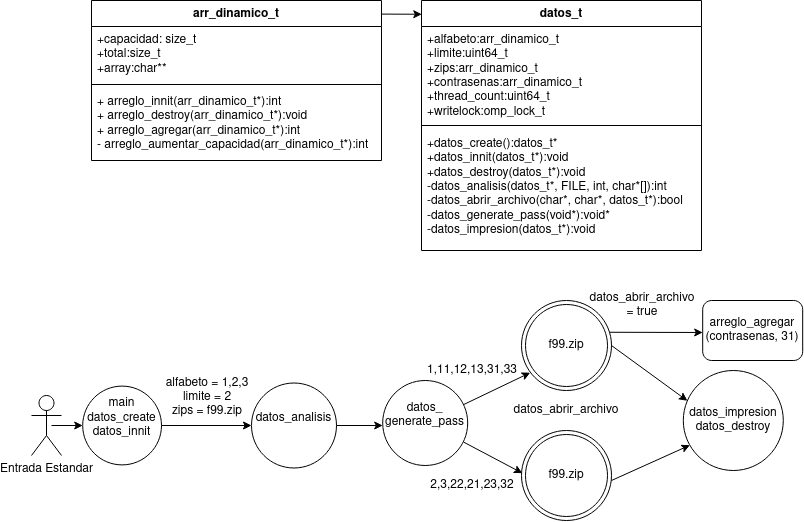 arr_dinamico_t
+capacidad: size_t
+total:size_t
+array:char**
+ arreglo_innit(arr_dinamico_t*):int
+ arreglo_destroy(arr_dinamico_t*):void
+ arreglo_agregar(arr_dinamico_t*):int
- arreglo_aumentar_capacidad(arr_dinamico_t*):int
datos_t
+alfabeto:arr_dinamico_t
+limite:uint64_t
+zips:arr_dinamico_t
+contrasenas:arr_dinamico_t
+thread_count:uint64_t
+writelock:omp_lock_t
+datos_create():datos_t*
+datos_innit(datos_t*):void
+datos_destroy(datos_t*):void
-datos_analisis(datos_t*, FILE, int, char*[]):int
-datos_abrir_archivo(char*, char*, datos_t*):bool
-datos_generate_pass(void*):void*
-datos_impresion(datos_t*):void
Entrada Estandar
main
datos_create
datos_innit
alfabeto = 1,2,3
limite = 2
zips = f99.zip
datos_analisis
datos_
generate_pass
1,11,12,13,31,33
2,3,22,21,23,32
f99.zip
datos_abrir_archivo
f99.zip
datos_abrir_archivo
= true
arreglo_agregar
(contrasenas, 31)
datos_impresion
datos_destroy